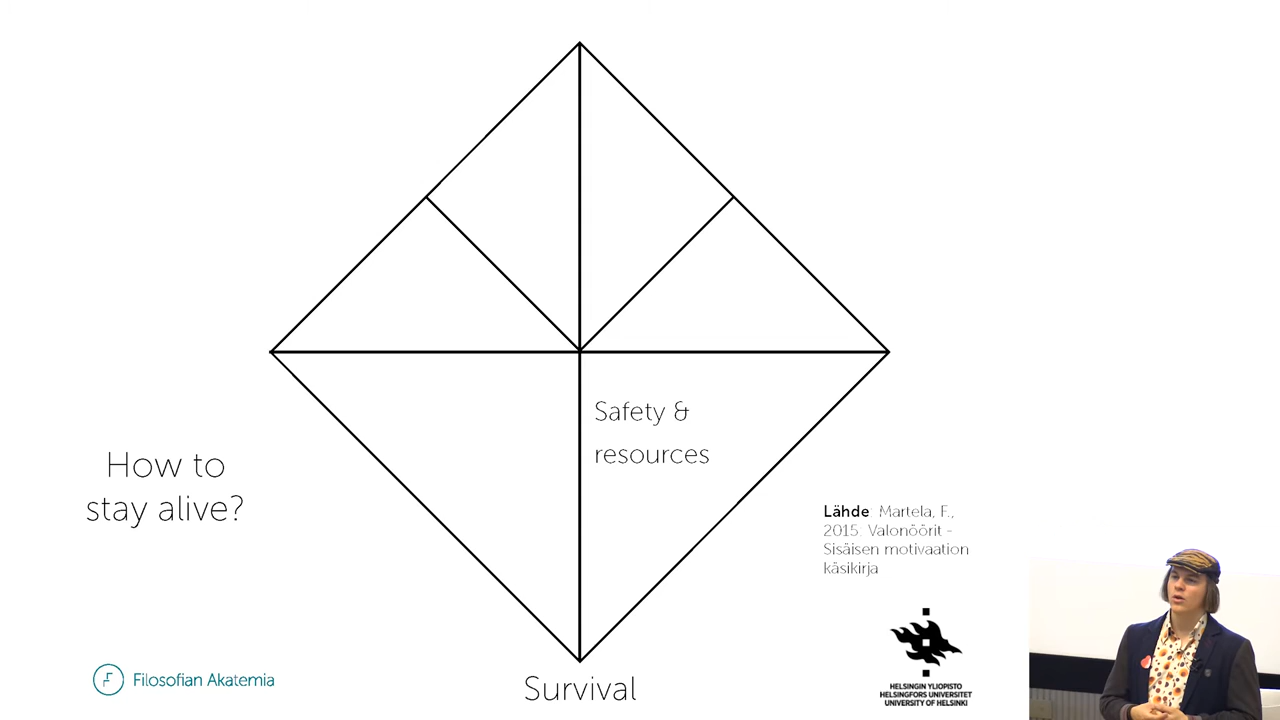 Safety &
resources
How to
stay alive?
Lähde: Martela, F.,
2015: Valonöörit -
Sisäisen motivaation
käsikirja
Filosofian Akatemia
Survival
HELSINGIN YLIOPISTO
HELSINGFORS UNIVERSITET
UNIVERSITY OF HELSINKI